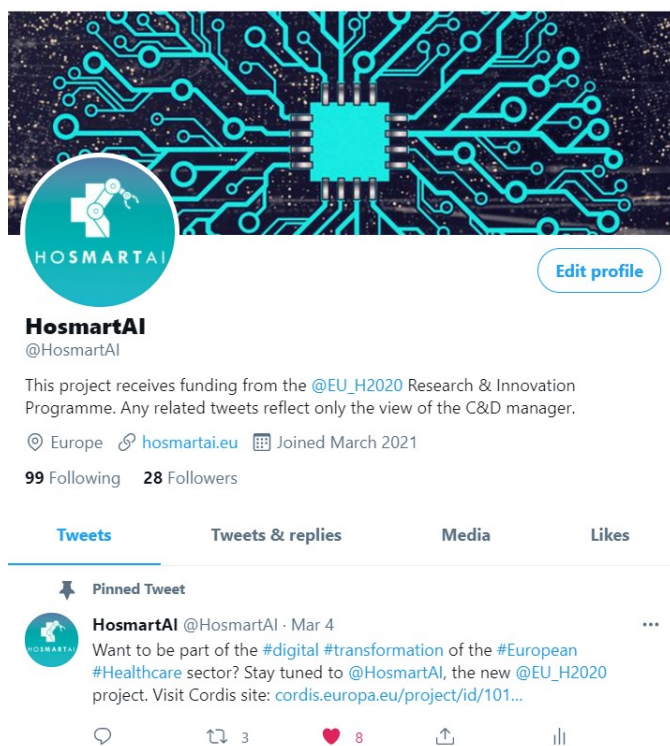 HOSMARTAI
Edit profile
HosmartAI
@HosmartAI
This project receives funding from the @EU_H2020 Research & Innovation
Programme. Any related tweets reflect only the view of the C&D manager.
Europe hosmartai.eu Joined March 2021
99 Following 28 Followers
Tweets Tweets & replies Media Likes
Pinned Tweet
HosmartAI @HosmartAI · Mar 4 •••
HOSMARTAI
Want to be part of the #digital #transformation of the #European
#Healthcare sector? Stay tuned to @HosmartAI, the new @EU_H2020
project. Visit Cordis site: cordis.europa.eu/project/id/101...
3 8